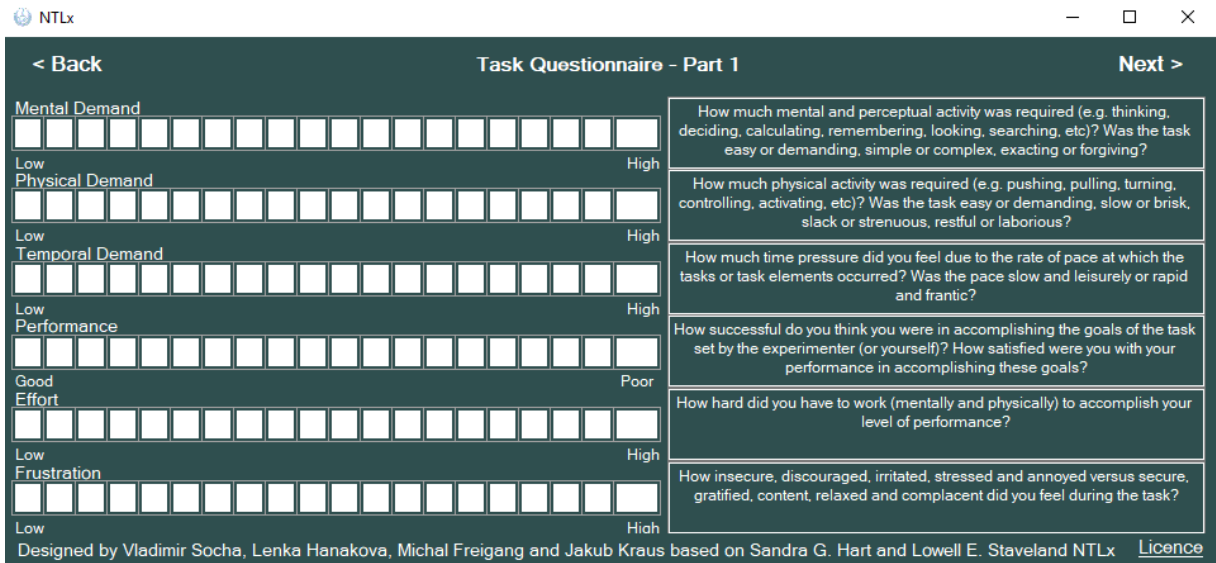 NTLx
< Back
Task Questionnaire - Part 1
Next >
Mental Demand
Low High
How much mental and perceptual activity was required (e.g. thinking,
deciding, calculating, remembering, looking, searching, etc)? Was the task
easy or demanding, simple or complex, exacting or forgiving?
Physical Demand
Low High
How much physical activity was required (e.g. pushing, pulling, turning,
controlling, activating, etc)? Was the task easy or demanding, slow or brisk,
slack or strenuous, restful or laborious?
Temporal Demand
Low High
How much time pressure did you feel due to the rate of pace at which the
tasks or task elements occurred? Was the pace slow and leisurely or rapid
and frantic?
Performance
Good Poor
How successful do you think you were in accomplishing the goals of the task
set by the experimenter (or yourself)? How satisfied were you with your
performance in accomplishing these goals?
Effort
Low High
How hard did you have to work (mentally and physically) to accomplish your
level of performance?
Frustration
Low High
How insecure, discouraged, irritated, stressed and annoyed versus secure,
gratified, content, relaxed and complacent did you feel during the task?
Designed by Vladimir Socha, Lenka Hanakova, Michal Freigang and Jakub Kraus based on Sandra G. Hart and Lowell E. Staveland NTLx
Licence